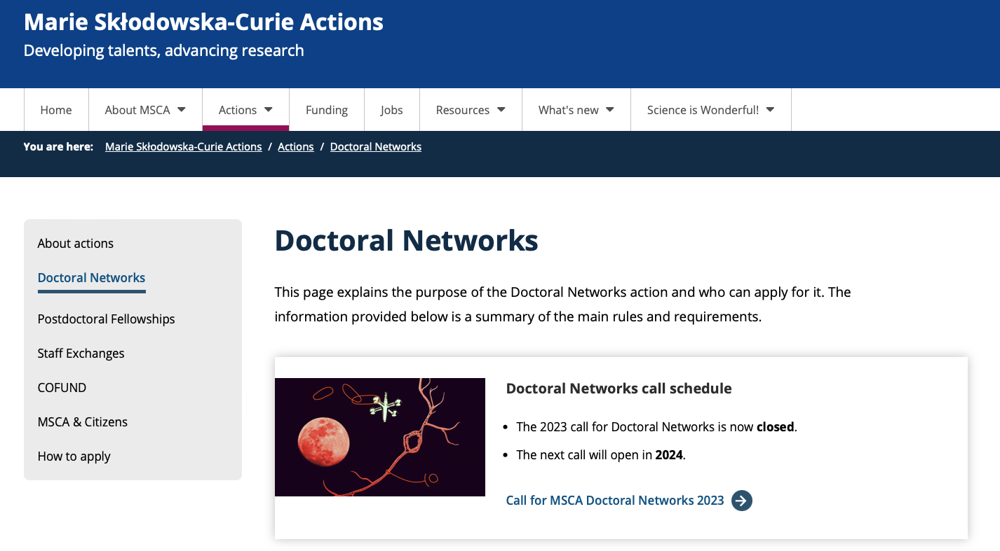 Marie Skłodowska-Curie Actions
Developing talents, advancing research
Home About MSCA Actions Funding Jobs Resources What's new Science is Wonderful!
You are here: Marie Skłodowska-Curie Actions / Actions / Doctoral Networks
About actions
Doctoral Networks
Postdoctoral Fellowships
Staff Exchanges
COFUND
MSCA & Citizens
How to apply
Doctoral Networks
This page explains the purpose of the Doctoral Networks action and who can apply for it. The
information provided below is a summary of the main rules and requirements.
Doctoral Networks call schedule
• The 2023 call for Doctoral Networks is now closed.
• The next call will open in 2024.
Call for MSCA Doctoral Networks 2023